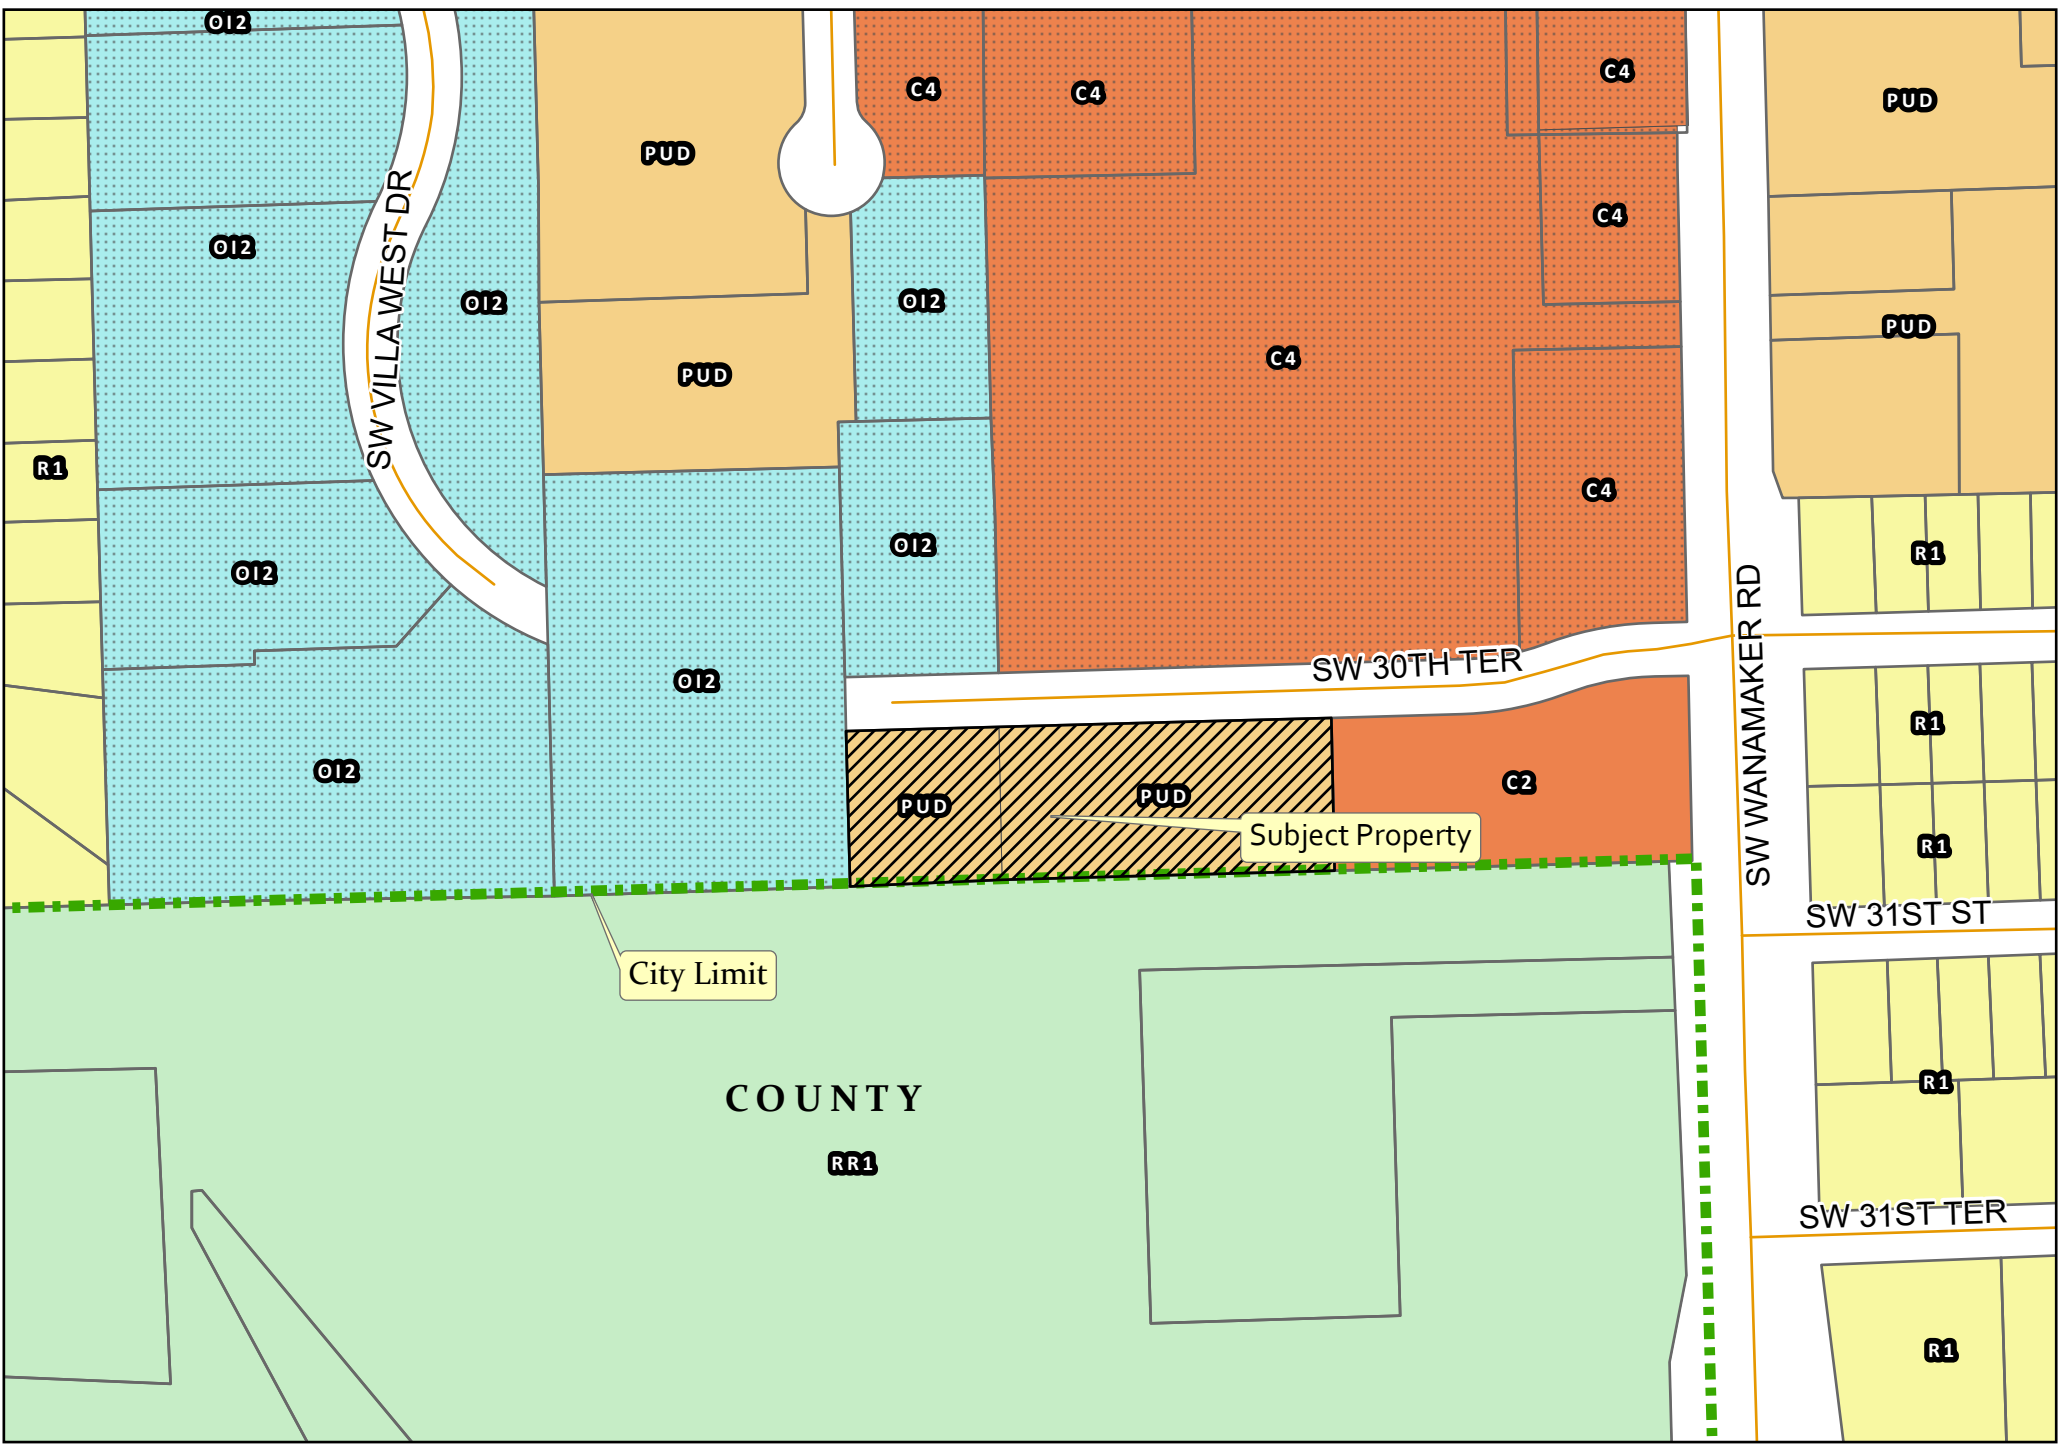 OI2
C4
C4
C4
PUD
PUD
C4
OI2
SW VILLA WEST DR
OI2
OI2
PUD
C4
PUD
PUD
R1
C4
OI2
R1
OI2
SW 30TH TER
OI2
SW WANAMAKER RD
R1
OI2
PUD
PUD
C2
Subject Property
R1
SW 31ST ST
City Limit
COUNTY
R1
RR1
SW 31ST TER
R1